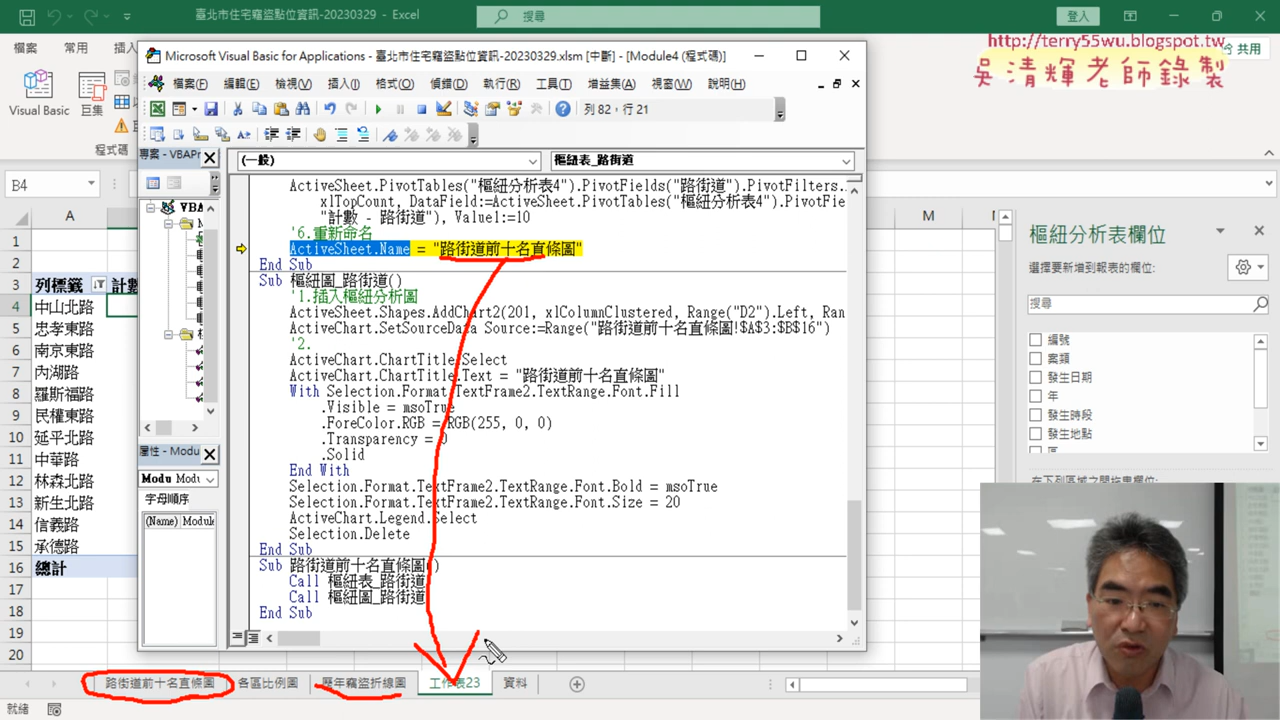 臺北市住宅竊盜點位資訊-20230329 - Excel
搜尋
登入
檔案 常用 插入
共用
http://terry55wu.blogspot.tw
吳清輝老師錄製
Visual Basic 巨集
程式碼
B4
Microsoft Visual Basic for Applications - 臺北市住宅竊盜點位資訊-20230329.xlsm [中斷] - [Module4 (程式碼)]
檔案(F) 編輯(E) 檢視(V) 插入(I) 格式(O) 偵錯(D) 執行(R) 工具(T) 增益集(A) 視窗(W) 說明(H)
列 82，行 21
專案 - VBAPr
(一般) 樞紐表_路街道
ActiveSheet.PivotTables("樞紐分析表4").PivotFields("路街道").PivotFilters.
xlTopCount, DataField:=ActiveSheet.PivotTables("樞紐分析表4").PivotFie
"計數 - 路街道"), Value1:=10
'6.重新命名
ActiveSheet.Name = "路街道前十名直條圖"
End Sub
Sub 樞紐圖_路街道()
'1.插入樞紐分析圖
ActiveSheet.Shapes.AddChart2(201, xlColumnClustered, Range("D2").Left, Ran
ActiveChart.SetSourceData Source:=Range("路街道前十名直條圖!$A$3:$B$16")
'2.
ActiveChart.ChartTitle.Select
ActiveChart.ChartTitle.Text = "路街道前十名直條圖"
With Selection.Format.TextFrame2.TextRange.Font.Fill
.Visible = msoTrue
.ForeColor.RGB = RGB(255, 0, 0)
.Transparency = 0
.Solid
End With
Selection.Format.TextFrame2.TextRange.Font.Bold = msoTrue
Selection.Format.TextFrame2.TextRange.Font.Size = 20
ActiveChart.Legend.Select
Selection.Delete
End Sub
Sub 路街道前十名直條圖()
Call 樞紐表_路街道
Call 樞紐圖_路街道
End Sub
VBA
屬性 - Modu
Modu Modu
字母順序
(Name) Module
A M
1
2
3 列標籤 計數
4 中山北路
5 忠孝東路
6 南京東路
7 內湖路
8 羅斯福路
9 民權東路
10 延平北路
11 中華路
12 林森北路
13 新生北路
14 信義路
15 承德路
16 總計
17
18
19
20
樞紐分析表欄位
選擇要新增到報表的欄位:
搜尋
編號
案類
發生日期
年
發生時段
發生地點
區
在下列區域之間拖曳欄位:
路街道前十名直條圖 各區比例圖 歷年竊盜折線圖 工作表23 資料
就緒